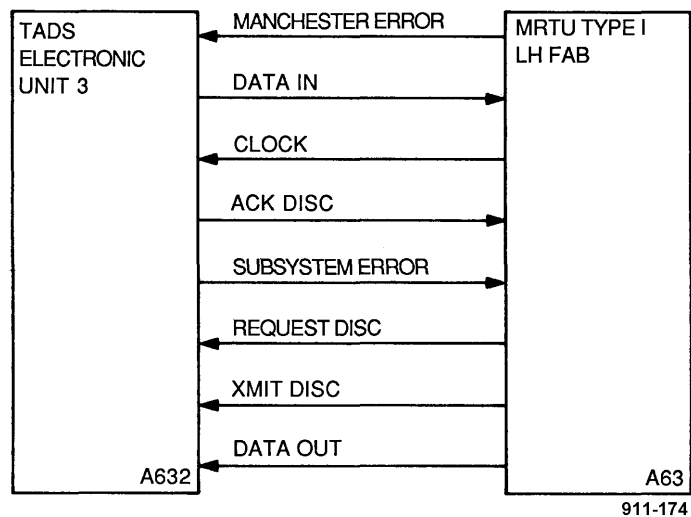 TADS
ELECTRONIC
UNIT 3
MANCHESTER ERROR
DATA IN
CLOCK
ACK DISC
SUBSYSTEM ERROR
REQUEST DISC
XMIT DISC
DATA OUT
A632
MRTU TYPE I
LH FAB
A63
911-174